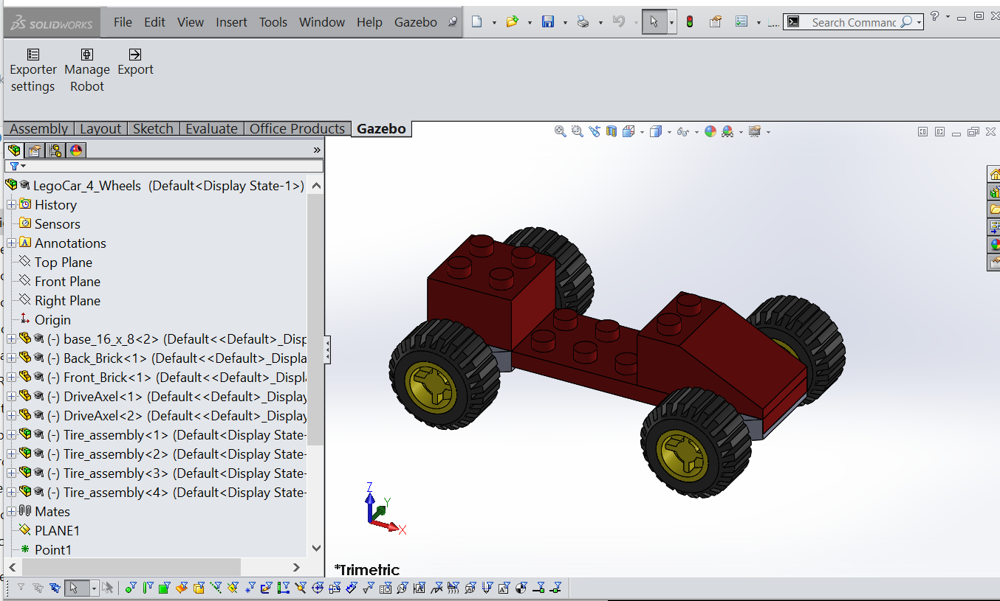 SOLIDWORKS File Edit View Insert Tools Window Help Gazebo L... Search Commanc ?
Exporter settings
Manage Robot
Export
Assembly Layout Sketch Evaluate Office Products Gazebo
LegoCar_4_Wheels (Default<Display State-1>)
History
Sensors
Annotations
Top Plane
Front Plane
Right Plane
Origin
(-) base_16_x_8<2> (Default<<Default>_Disp
(-) Back_Brick<1> (Default<<Default>_Displa
(-) Front_Brick<1> (Default<<Default>_Displ
(-) DriveAxel<1> (Default<<Default>_Display
(-) DriveAxel<2> (Default<<Default>_Display
(-) Tire_assembly<1> (Default<Display State-
(-) Tire_assembly<2> (Default<Display State-
(-) Tire_assembly<3> (Default<Display State-
(-) Tire_assembly<4> (Default<Display State-
Mates
PLANE1
Point1
Z
Y
X
*Trimetric